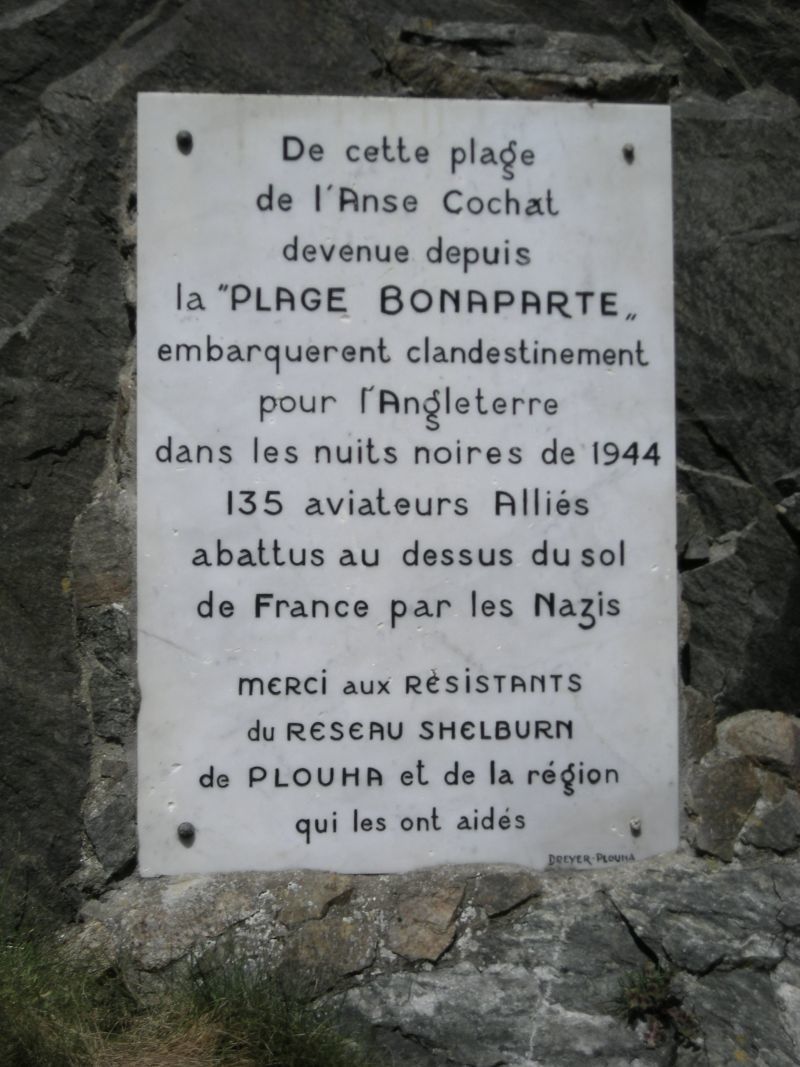 De cette plage
de l'Anse Cochat
devenue depuis
la "PLAGE BONAPARTE„
embarquerent clandestinement
pour l'Angleterre
dans les nuits noires de 1944
135 aviateurs Alliés
abattus au dessus du sol
de France par les Nazis
MERCI aux RÉSISTANTS
du RESEAU SHELBURN
de PLOUHA et de la région
qui les ont aidés
DREYER-PLOUHA